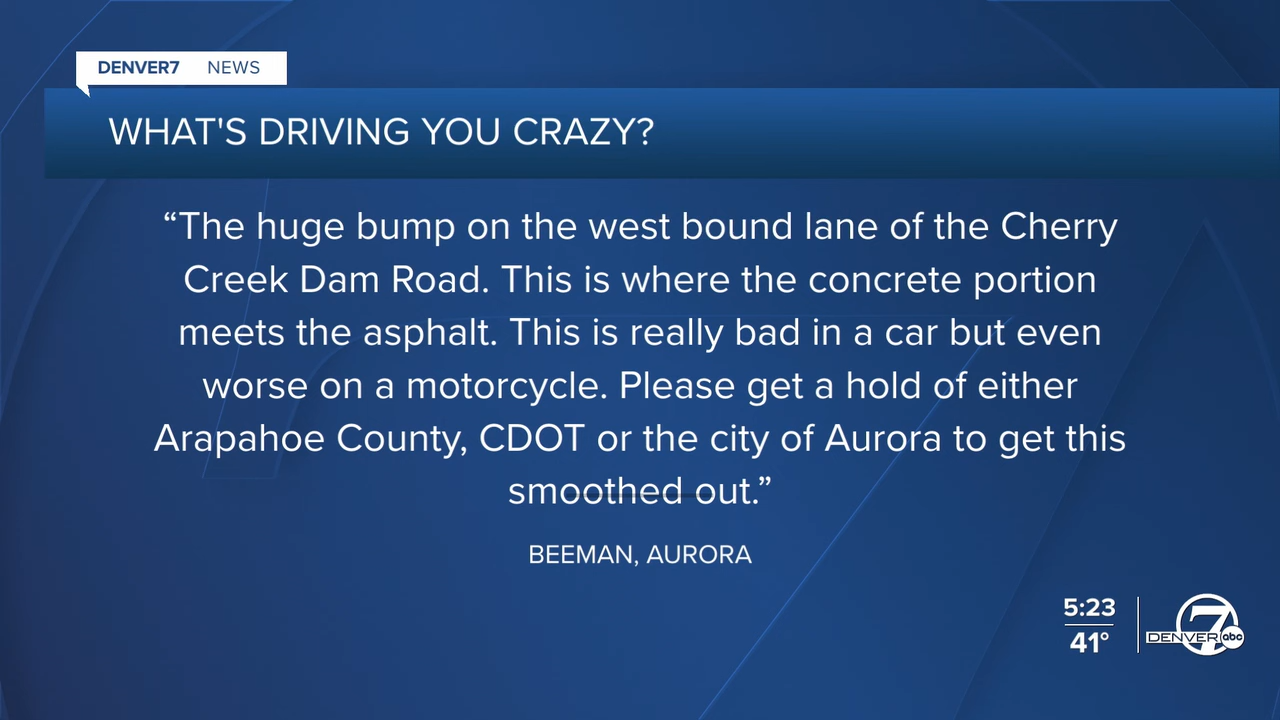 DENVER7 NEWS
WHAT'S DRIVING YOU CRAZY?
“The huge bump on the west bound lane of the Cherry
Creek Dam Road. This is where the concrete portion
meets the asphalt. This is really bad in a car but even
worse on a motorcycle. Please get a hold of either
Arapahoe County, CDOT or the city of Aurora to get this
smoothed out.”
BEEMAN, AURORA
5:23
41°
7
DENVER abc